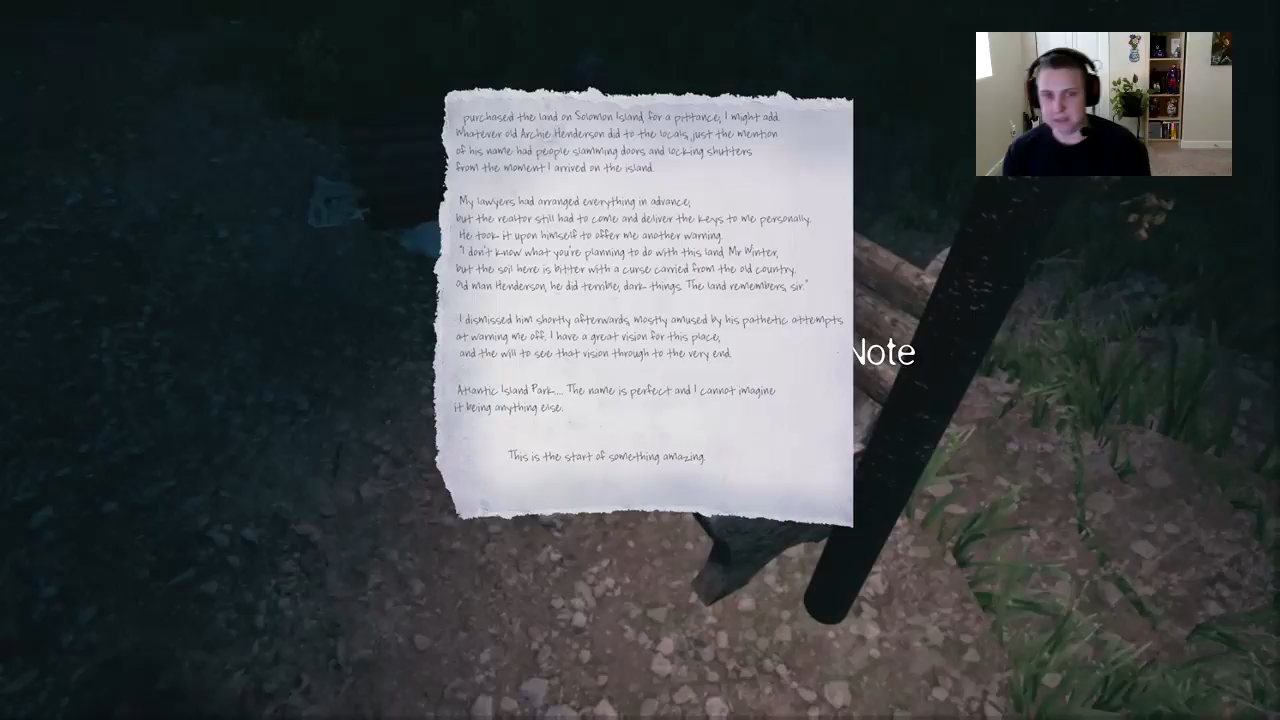 purchased the land on Solomon Island, for a pittance, I might add.
Whatever old Archie Henderson did to the locals, just the mention
of his name had people slamming doors and locking shutters
from the moment I arrived on the island.
My lawyers had arranged everything in advance,
but the realtor still had to come and deliver the keys to me personally.
He took it upon himself to offer me another warning.
"I don't know what you're planning to do with this land, Mr Winter,
but the soil here is bitter with a curse carried from the old country.
Old man Henderson, he did terrible, dark things. The land remembers, sir."
I dismissed him shortly afterwards, mostly amused by his pathetic attempts
at warning me off. I have a great vision for this place,
and the will to see that vision through to the very end.
Atlantic Island Park.... The name is perfect and I cannot imagine
it being anything else.
This is the start of something amazing.
Note